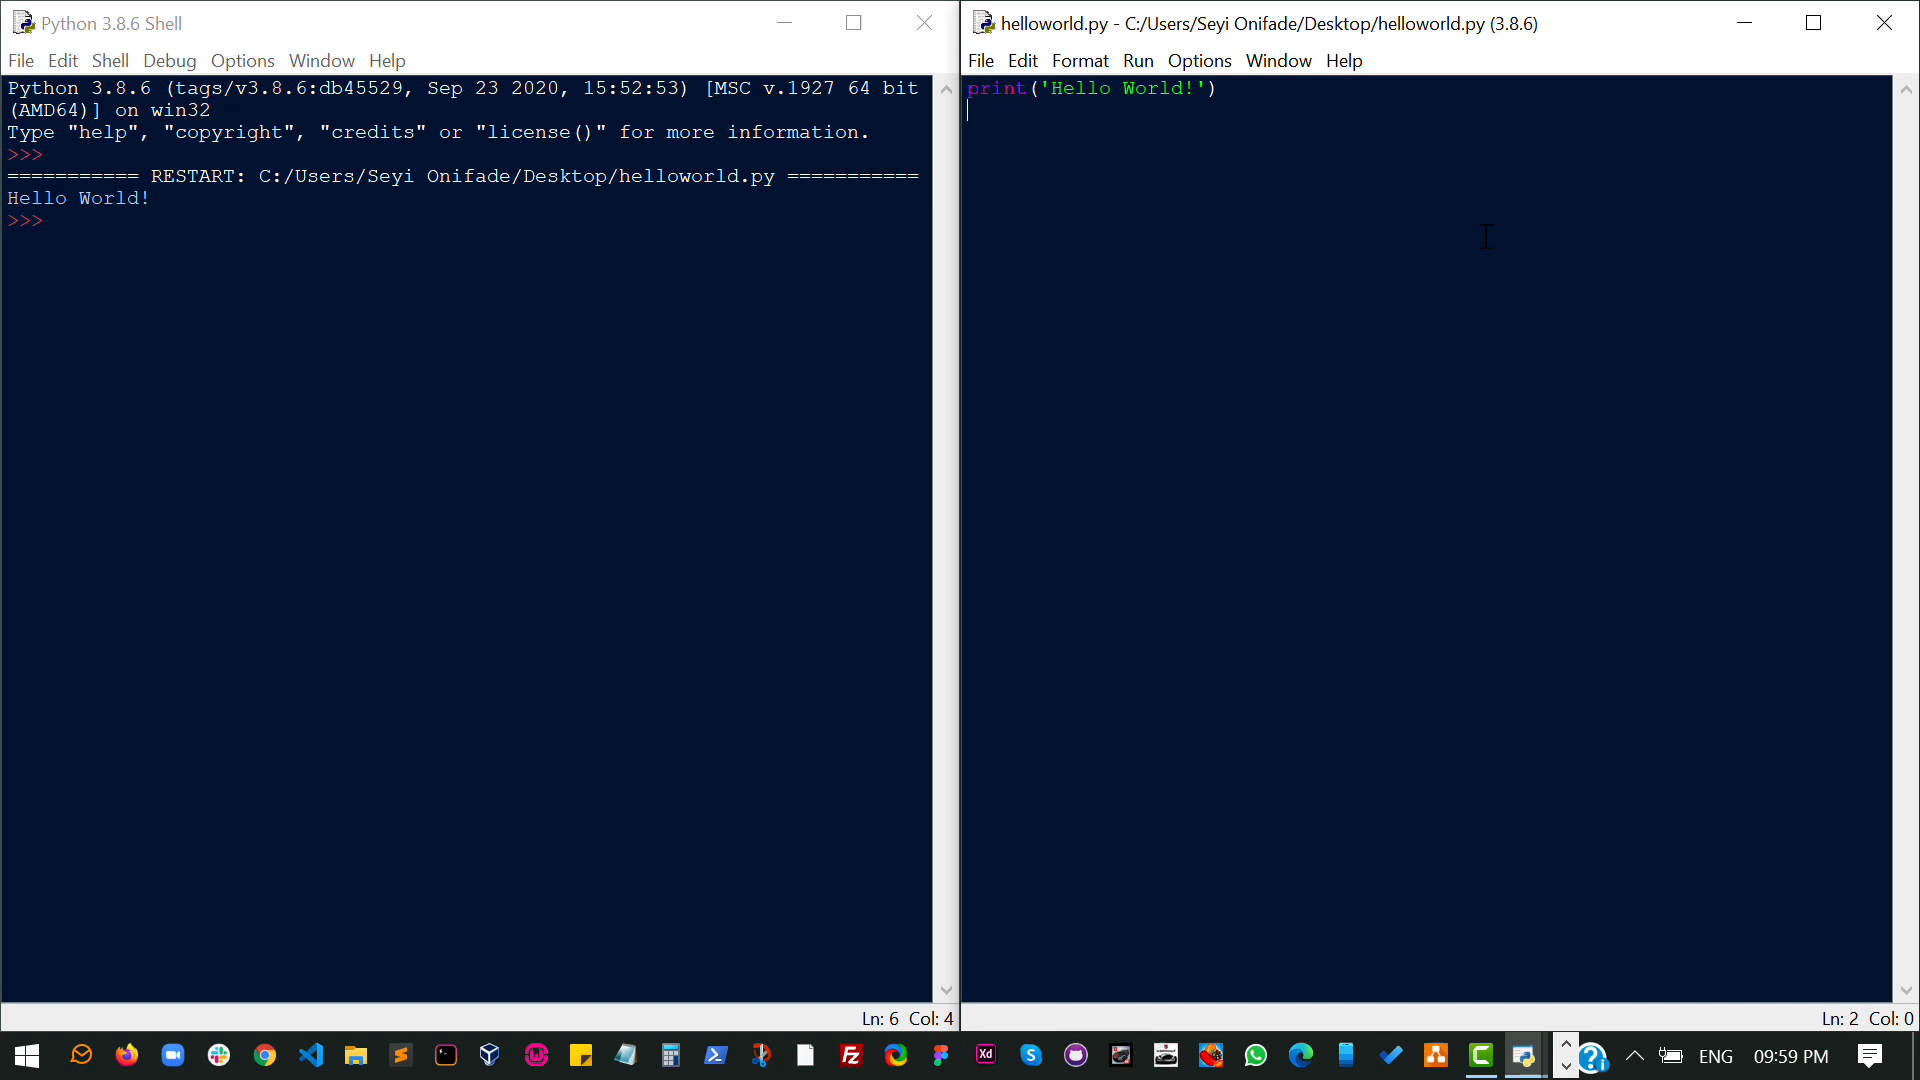 Python 3.8.6 Shell
File Edit Shell Debug Options Window Help
Python 3.8.6 (tags/v3.8.6:db45529, Sep 23 2020, 15:52:53) [MSC v.1927 64 bit
(AMD64)] on win32
Type "help", "copyright", "credits" or "license()" for more information.
>>>
=========== RESTART: C:/Users/Seyi Onifade/Desktop/helloworld.py ===========
Hello World!
>>>
Ln: 6 Col: 4
helloworld.py - C:/Users/Seyi Onifade/Desktop/helloworld.py (3.8.6)
File Edit Format Run Options Window Help
print('Hello World!')
Ln: 2 Col: 0
Fz
Xd
ENG
09:59 PM